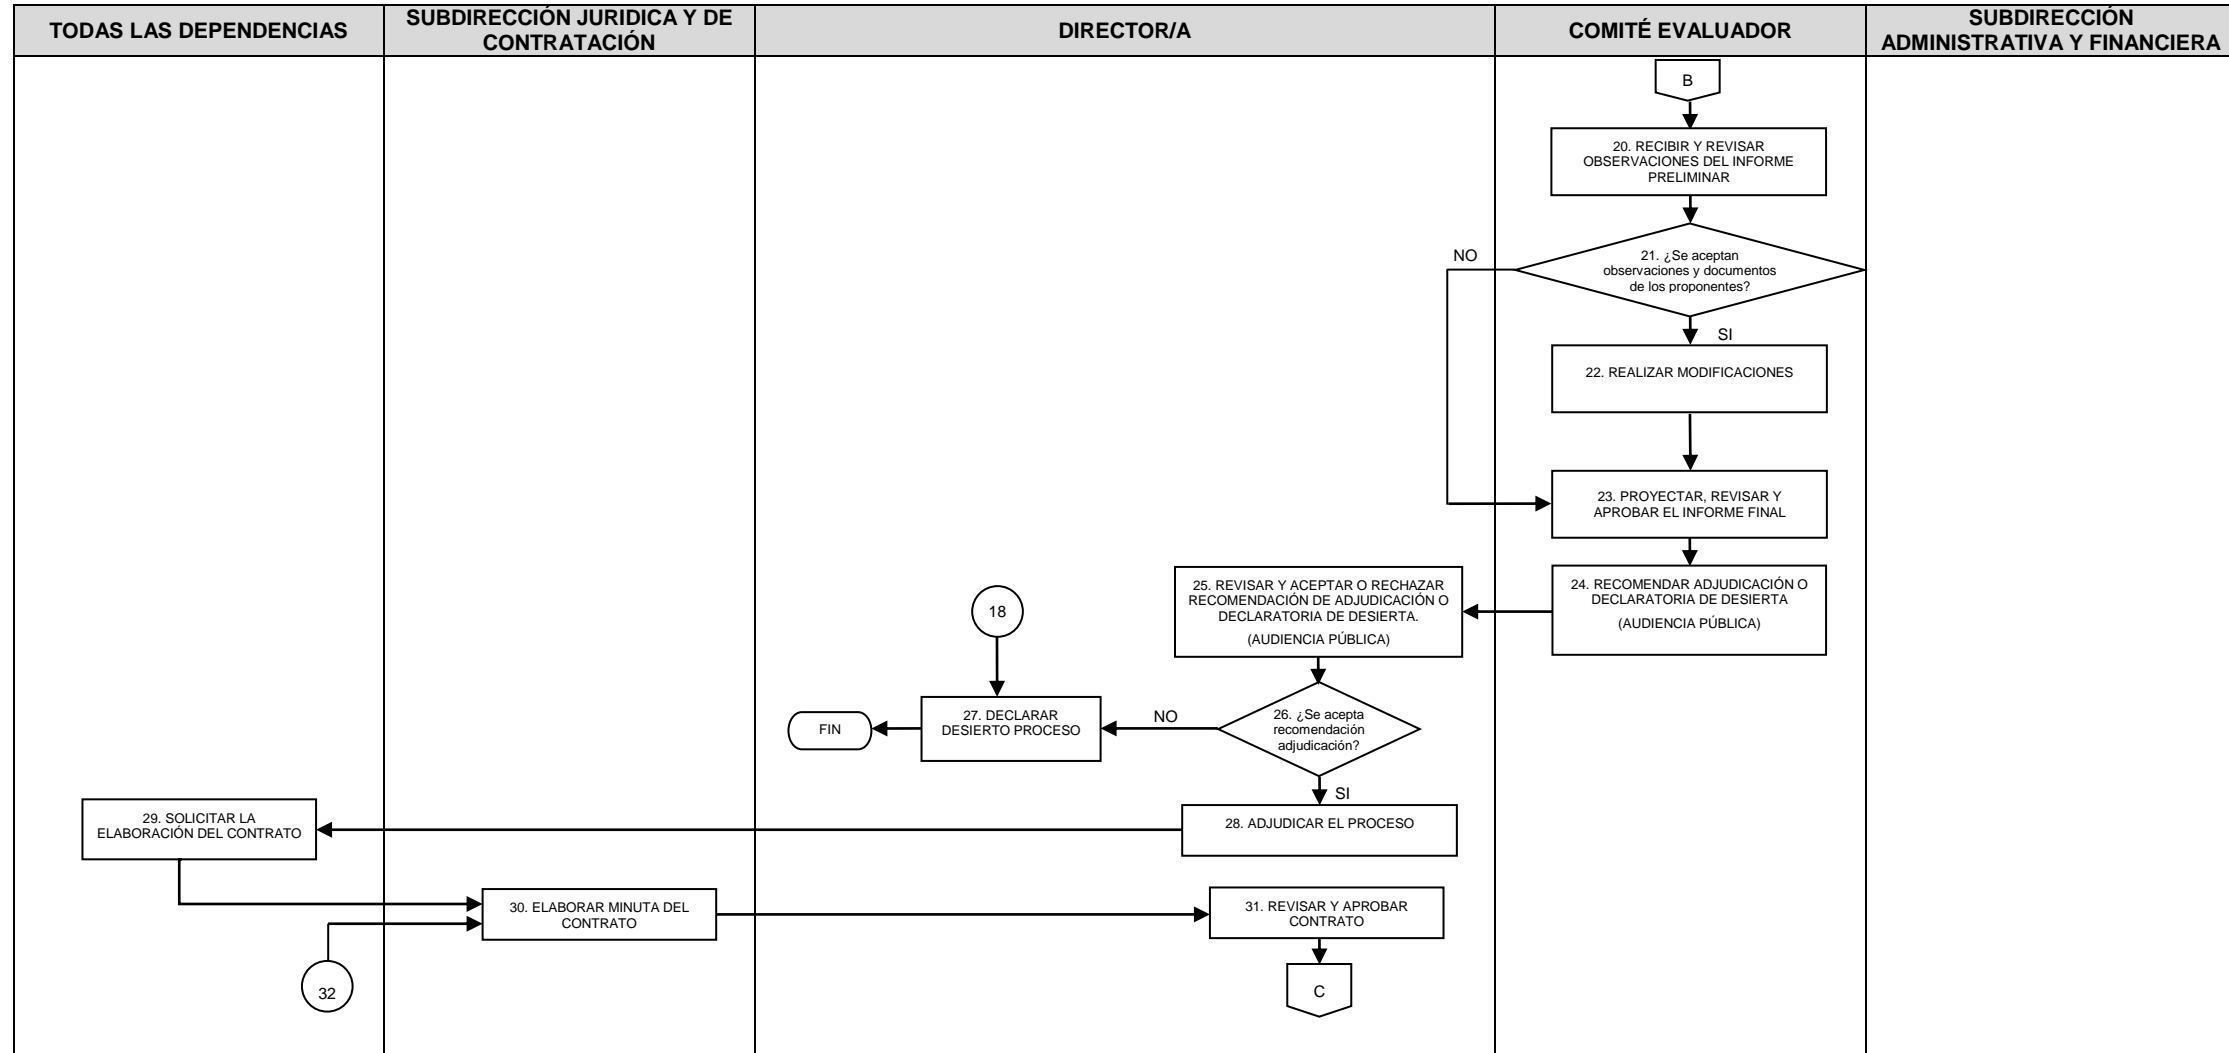 TODAS LAS DEPENDENCIAS
SUBDIRECCIÓN JURIDICA Y DE
CONTRATACIÓN
DIRECTOR/A
COMITÉ EVALUADOR
SUBDIRECCIÓN
ADMINISTRATIVA Y FINANCIERA
B
20. RECIBIR Y REVISAR
OBSERVACIONES DEL INFORME
PRELIMINAR
NO
21. ¿Se aceptan
observaciones y documentos
de los proponentes?
SI
22. REALIZAR MODIFICACIONES
23. PROYECTAR, REVISAR Y
APROBAR EL INFORME FINAL
24. RECOMENDAR ADJUDICACIÓN O
DECLARATORIA DE DESIERTA
(AUDIENCIA PÚBLICA)
25. REVISAR Y ACEPTAR O RECHAZAR
RECOMENDACIÓN DE ADJUDICACIÓN O
DECLARATORIA DE DESIERTA.
(AUDIENCIA PÚBLICA)
18
26. ¿Se acepta
recomendación
adjudicación?
NO
27. DECLARAR
DESIERTO PROCESO
FIN
SI
28. ADJUDICAR EL PROCESO
29. SOLICITAR LA
ELABORACIÓN DEL CONTRATO
30. ELABORAR MINUTA DEL
CONTRATO
31. REVISAR Y APROBAR
CONTRATO
32
C